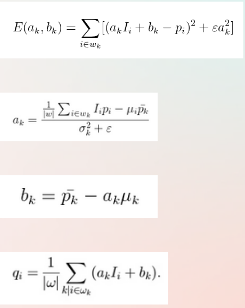 E(a_k, b_k) = \sum_{i \in w_k} [(a_k I_i + b_k - p_i)^2 + \varepsilon a_k^2]
a_k = \frac{\frac{1}{|w|} \sum_{i \in w_k} I_i p_i - \mu_i \bar{p_k}}{\sigma_k^2 + \varepsilon}
b_k = \bar{p_k} - a_k \mu_k
q_i = \frac{1}{|\omega|} \sum_{k|i \in \omega_k} (a_k I_i + b_k).